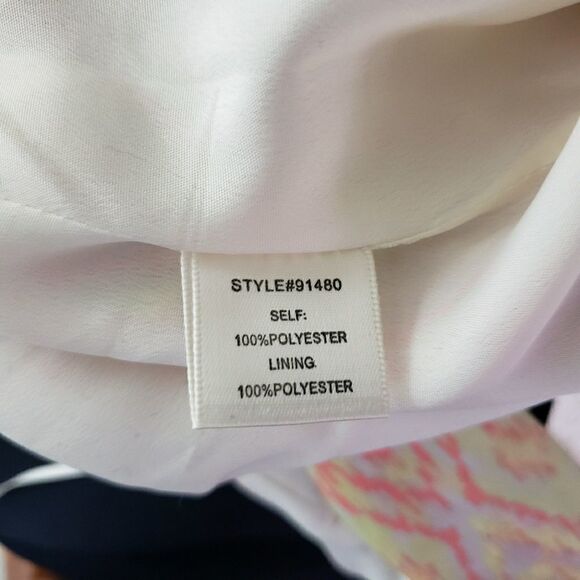 STYLE#91480
SELF:
100%POLYESTER
LINING
100%POLYESTER